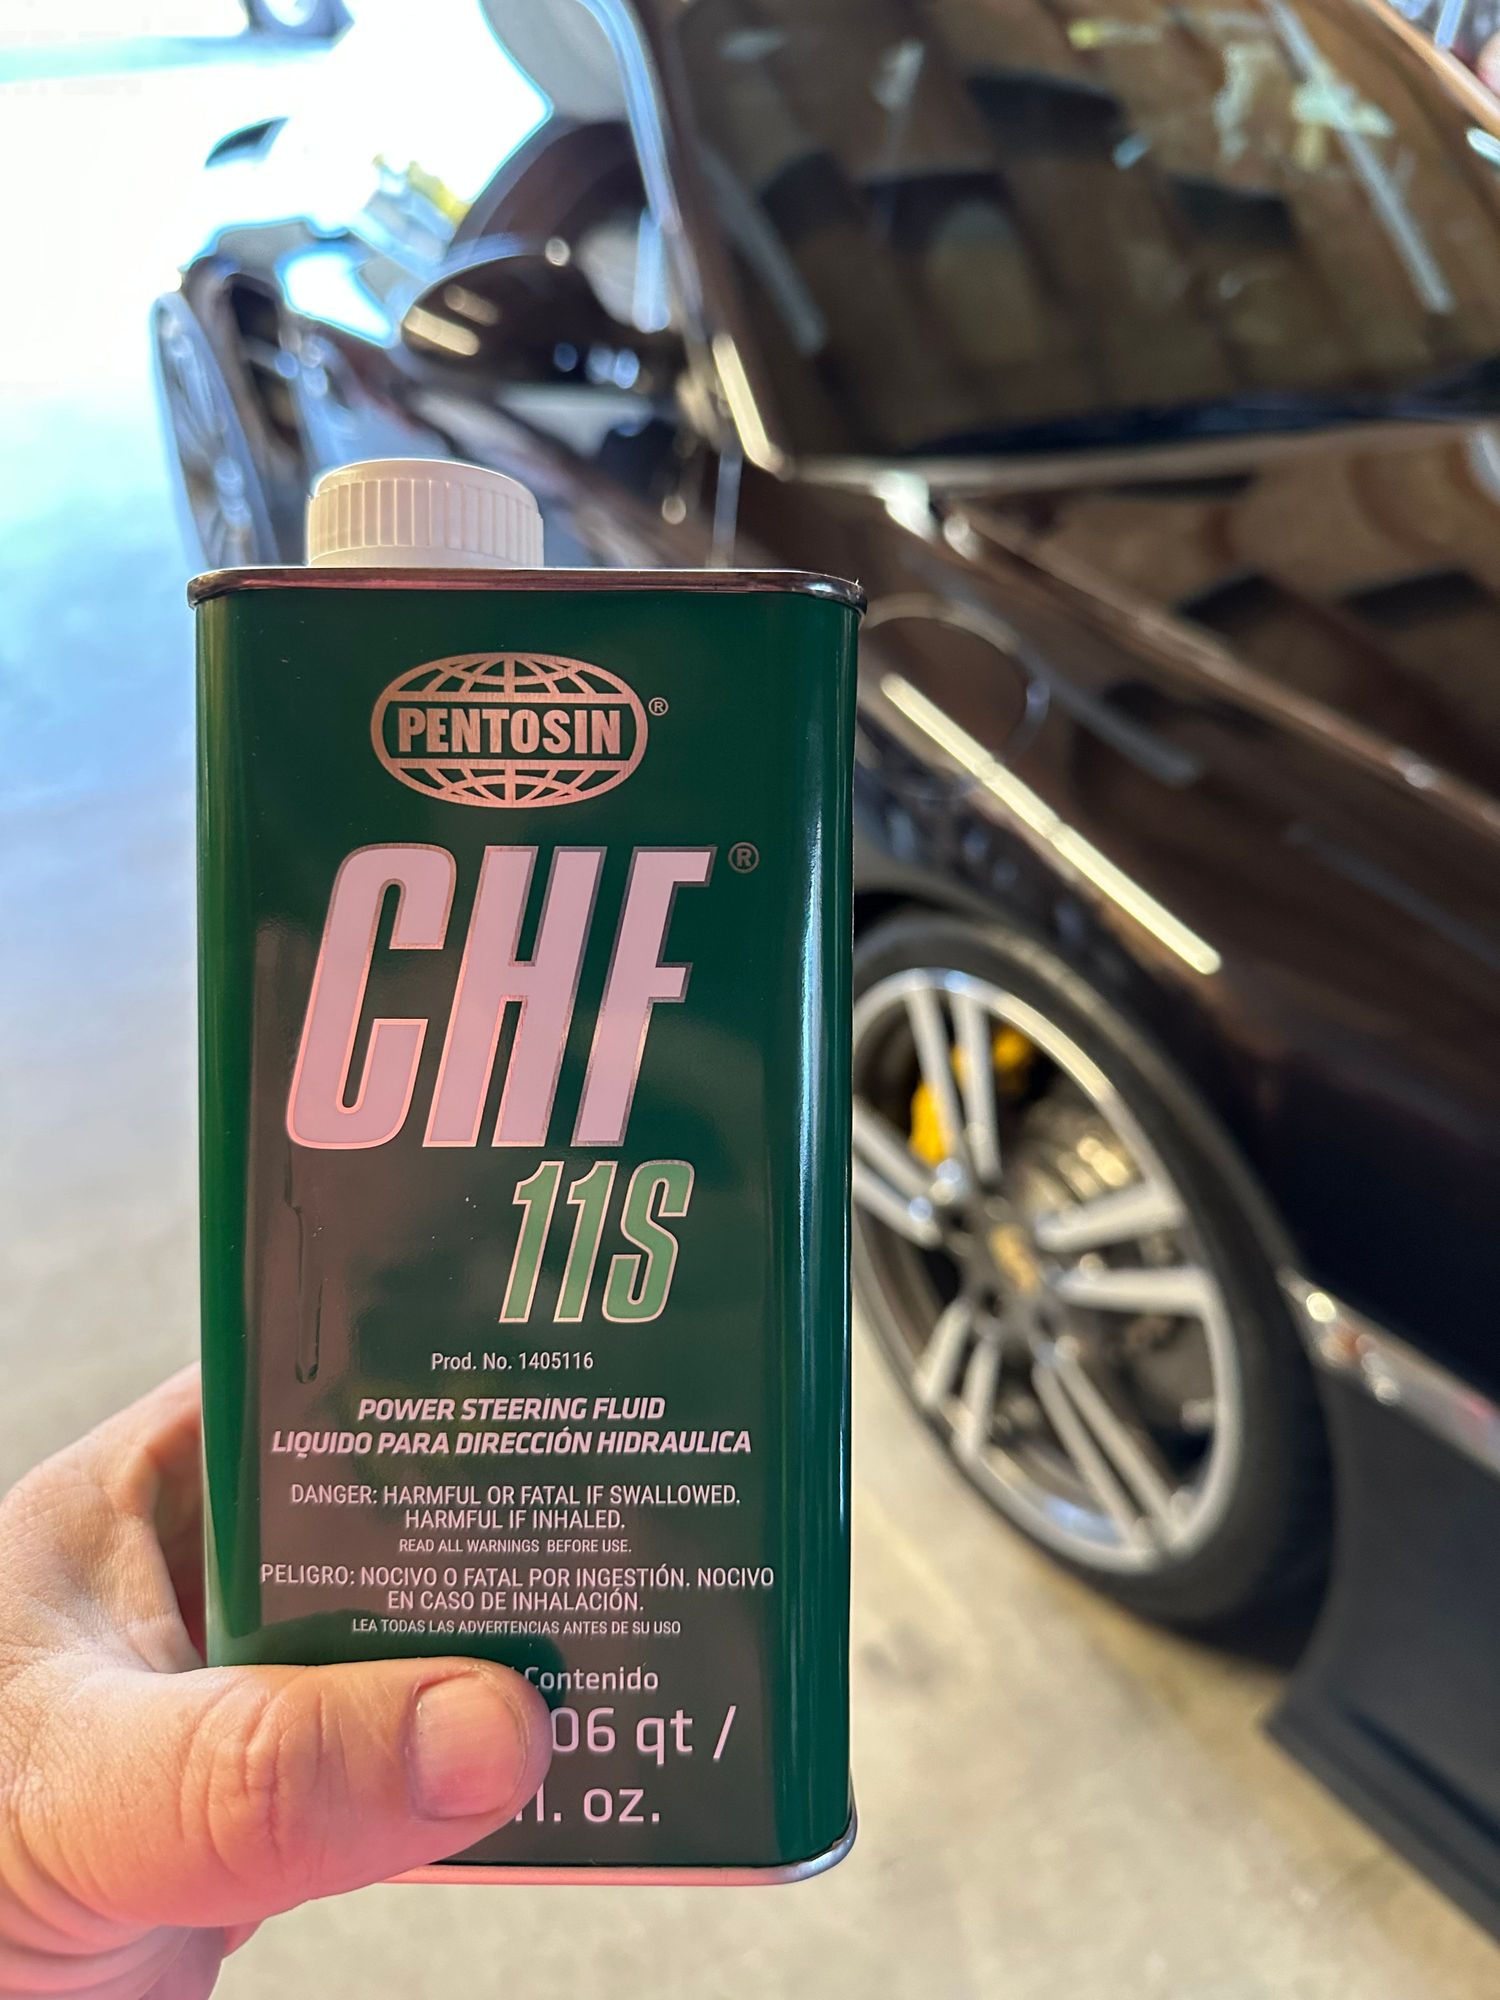 PENTOSIN®
CHF®
11S
Prod. No. 1405116
POWER STEERING FLUID
LIQUIDO PARA DIRECCIÓN HIDRAULICA
DANGER: HARMFUL OR FATAL IF SWALLOWED.
HARMFUL IF INHALED.
READ ALL WARNINGS BEFORE USE.
PELIGRO: NOCIVO O FATAL POR INGESTIÓN. NOCIVO
EN CASO DE INHALACIÓN.
LEA TODAS LAS ADVERTENCIAS ANTES DE SU USO
Contenido
06 qt /
oz.